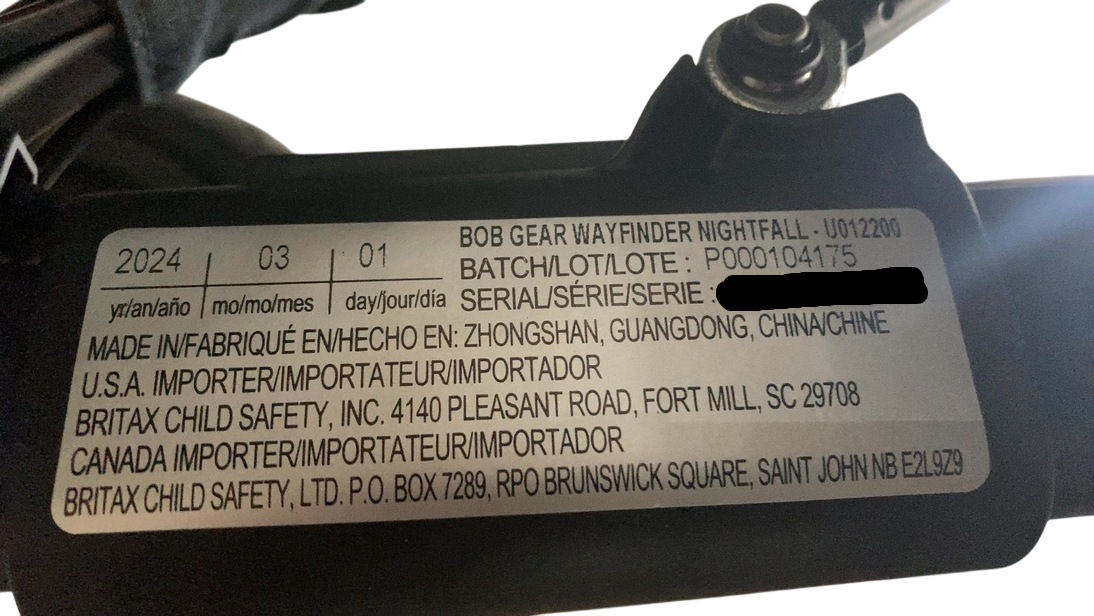 2024 03 01
yr/an/año mo/mo/mes day/jour/día
BOB GEAR WAYFINDER NIGHTFALL - U012200
BATCH/LOT/LOTE : P000104175
SERIAL/SÉRIE/SERIE :
MADE IN/FABRIQUÉ EN/HECHO EN: ZHONGSHAN, GUANGDONG, CHINA/CHINE
U.S.A. IMPORTER/IMPORTATEUR/IMPORTADOR
BRITAX CHILD SAFETY, INC. 4140 PLEASANT ROAD, FORT MILL, SC 29708
CANADA IMPORTER/IMPORTATEUR/IMPORTADOR
BRITAX CHILD SAFETY, LTD. P.O. BOX 7289, RPO BRUNSWICK SQUARE, SAINT JOHN NB E2L9Z9